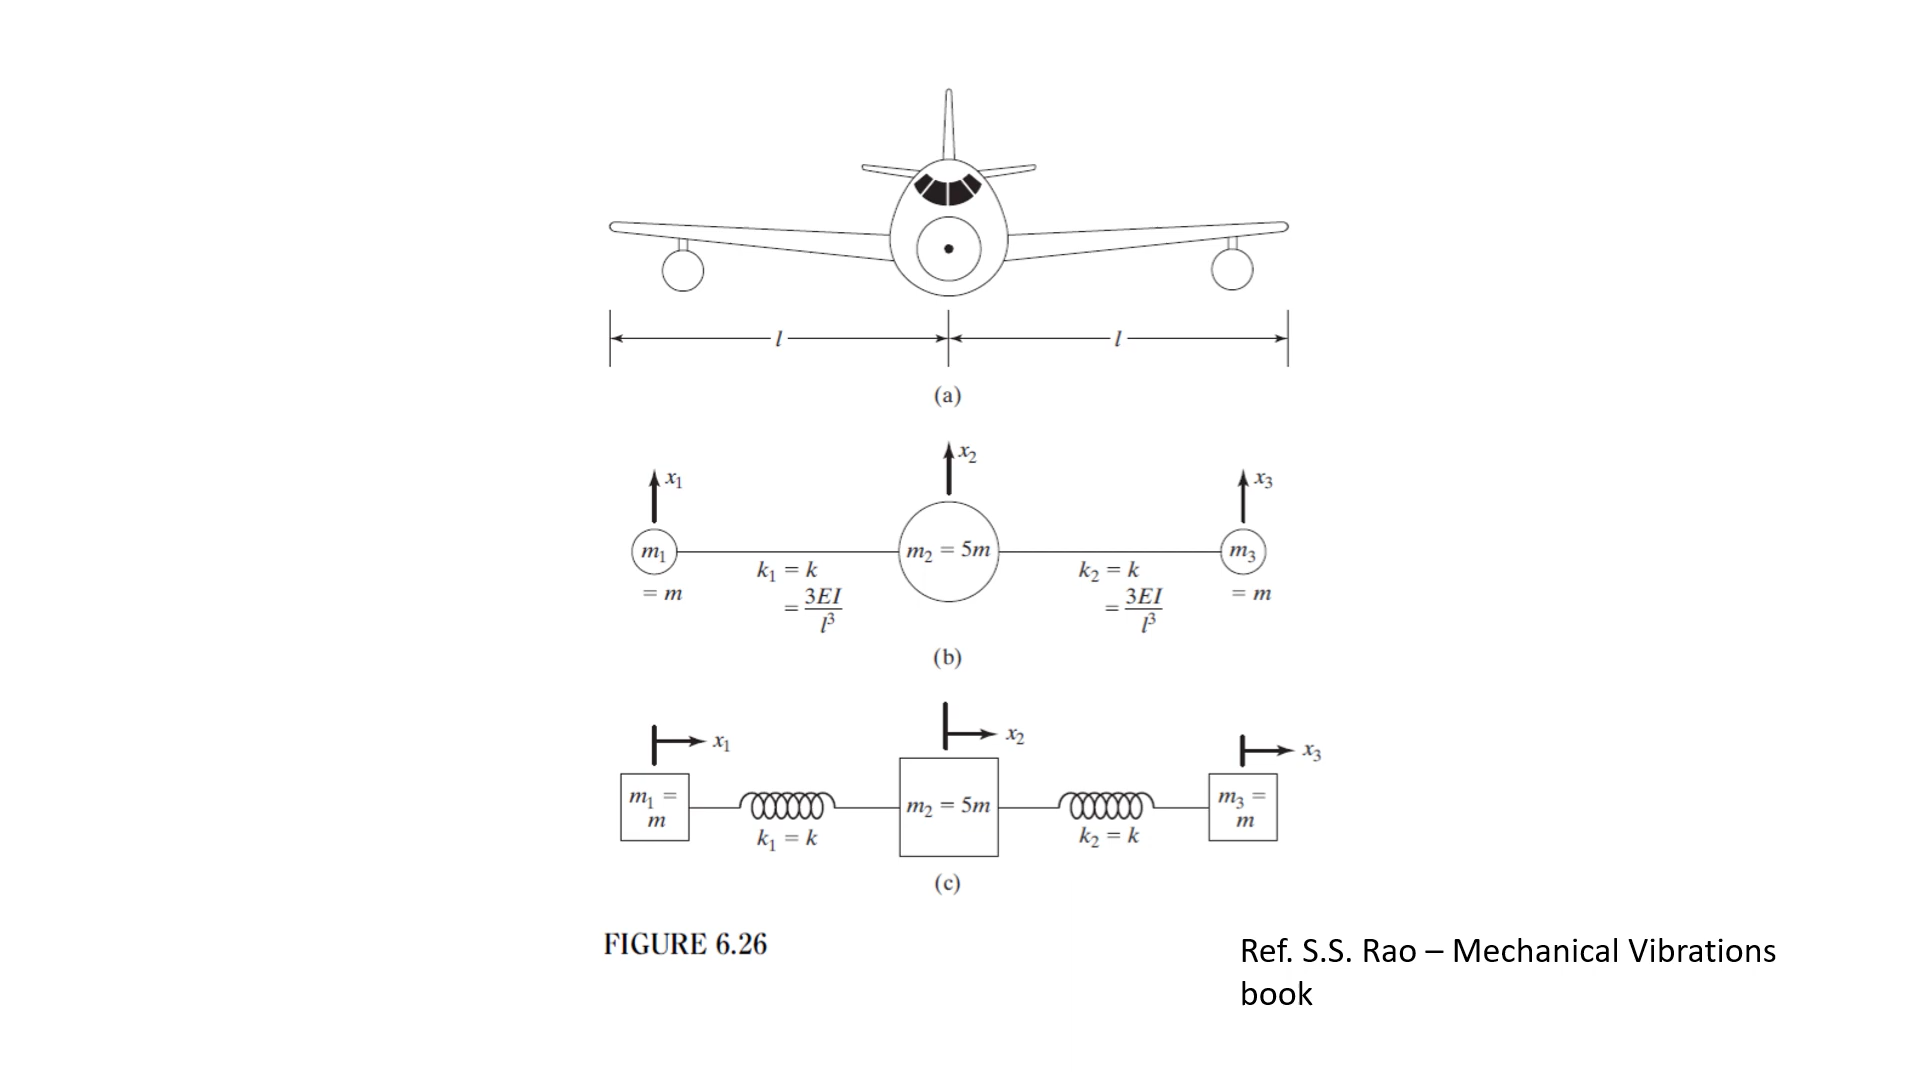 l l
(a)
x₂
x₁ x₃
m₁ m₂ = 5m m₃
k₁ = k k₂ = k
= m = 3EI/l³ = 3EI/l³ = m
(b)
x₁ x₂ x₃
m₁ = m₂ = 5m m₃ =
m m
k₁ = k k₂ = k
(c)
FIGURE 6.26
Ref. S.S. Rao – Mechanical Vibrations
book